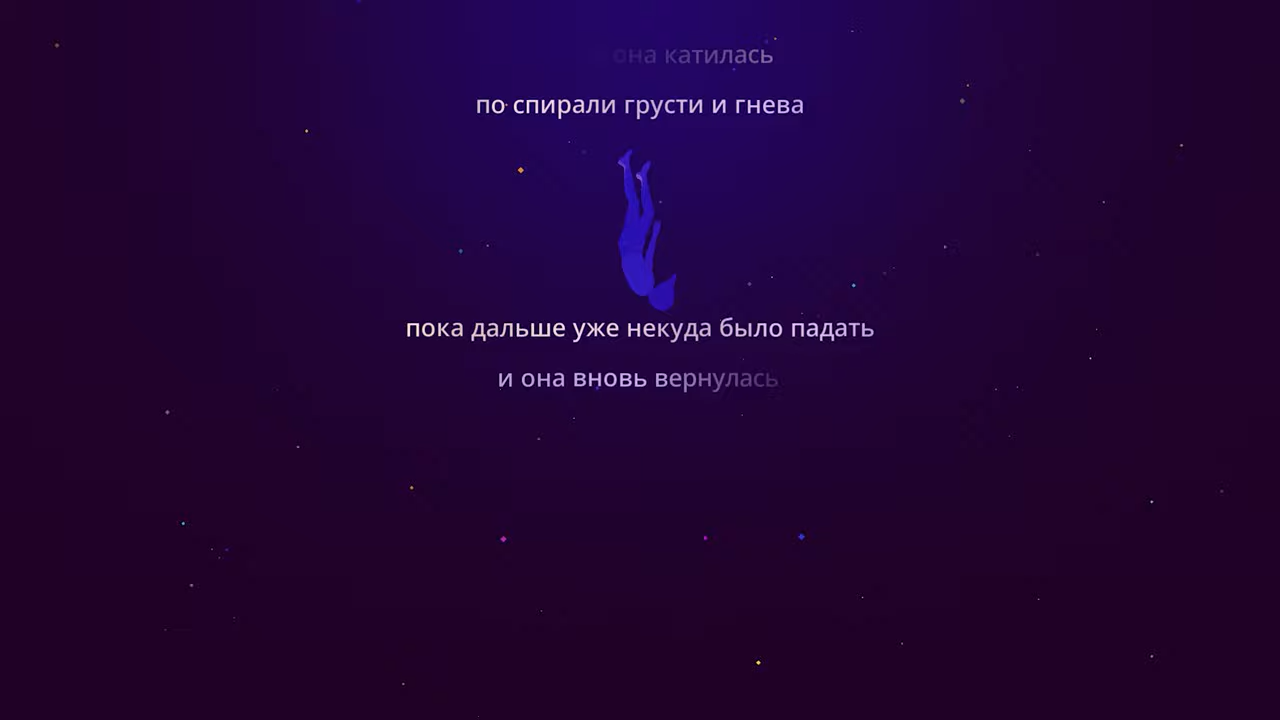 она катилась
по спирали грусти и гнева
пока дальше уже некуда было падать
и она вновь вернулась